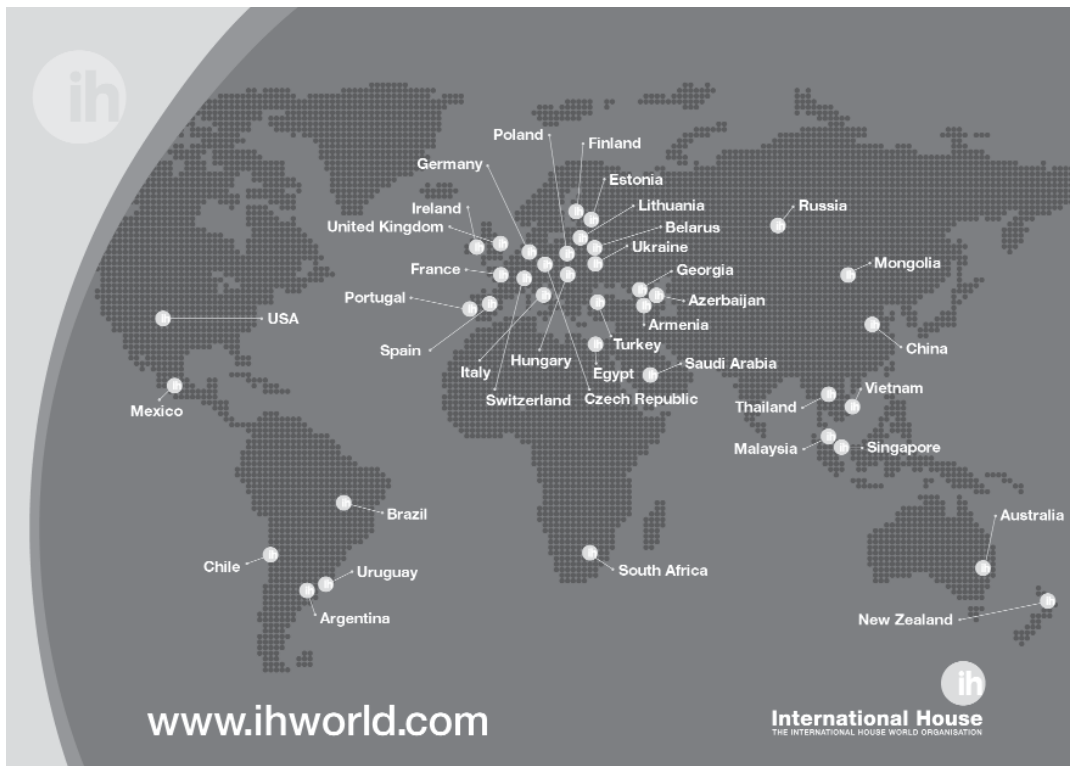 ih
Poland
Finland
Germany
Estonia
Ireland
Lithuania
Russia
United Kingdom
Belarus
Ukraine
France
Georgia
Mongolia
Portugal
Azerbaijan
USA
Armenia
Spain
Turkey
China
Hungary
Saudi Arabia
Italy
Egypt
Vietnam
Switzerland
Czech Republic
Thailand
Mexico
Malaysia
Singapore
Brazil
Australia
Chile
Uruguay
South Africa
Argentina
New Zealand
ih
www.ihworld.com
International House
THE INTERNATIONAL HOUSE WORLD ORGANISATION